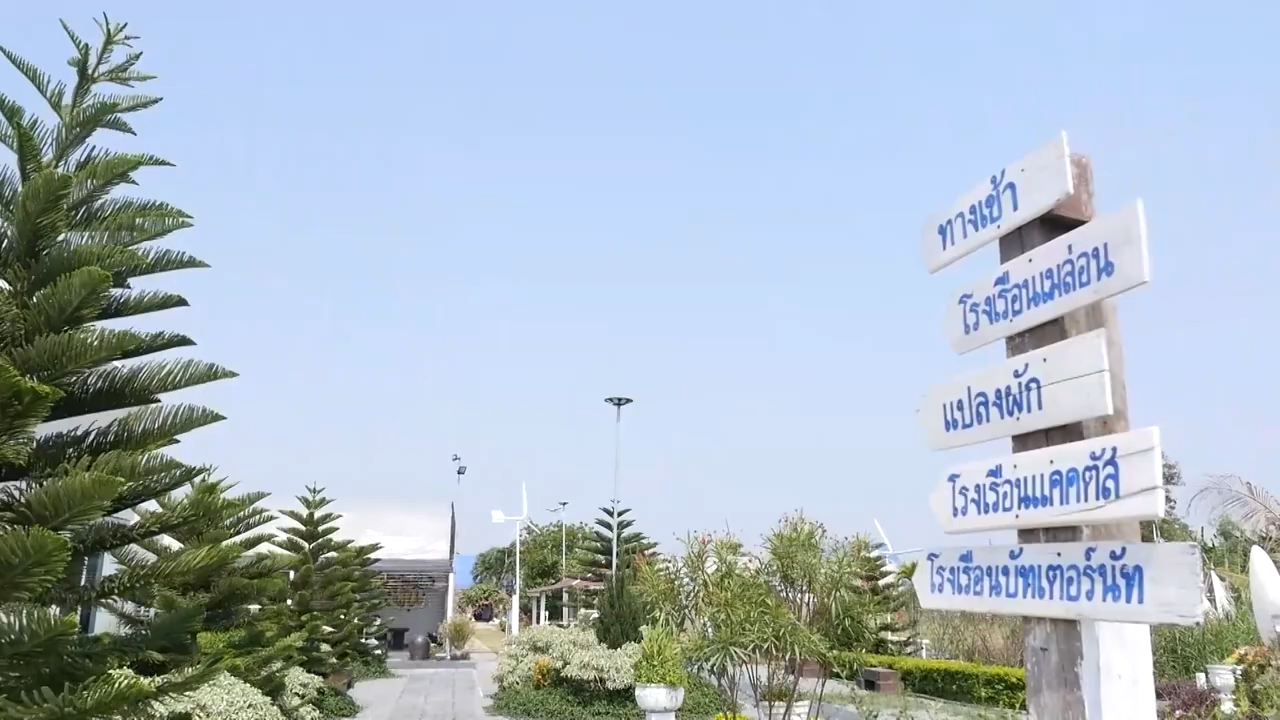 ทางเข้า
โรงเรือนเมล่อน
แปลงผัก
โรงเรือนแคคตัส
โรงเรือนบัทเตอร์นัท